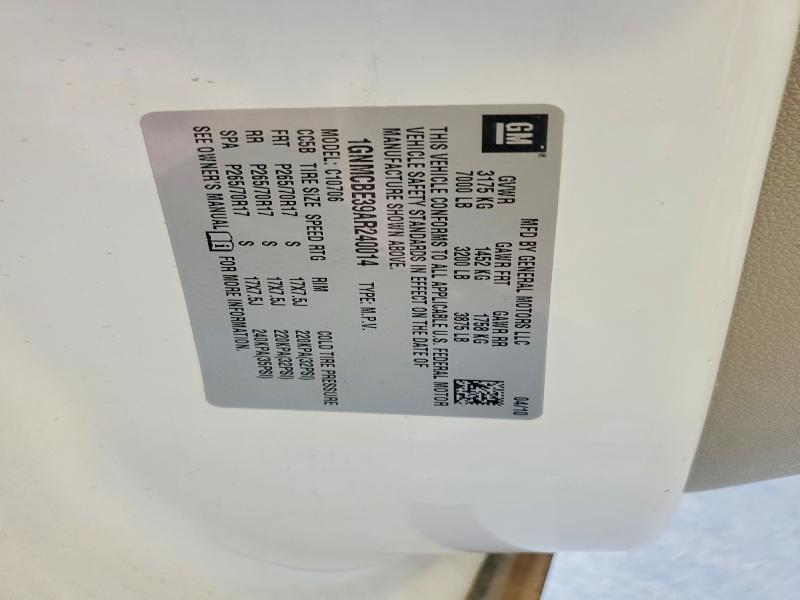 GM®
MFD BY GENERAL MOTORS LLC 04/10
GVWR GAWR FRT GAWR RR
3175 KG 1452 KG 1758 KG
7000 LB 3200 LB 3875 LB
THIS VEHICLE CONFORMS TO ALL APPLICABLE U.S. FEDERAL MOTOR
VEHICLE SAFETY STANDARDS IN EFFECT ON THE DATE OF
MANUFACTURE SHOWN ABOVE.
1GNMCBE39AR240014 TYPE: M.P.V.
MODEL: C10706
CC5B TIRE SIZE SPEED RTG RIM COLD TIRE PRESSURE
FRT P265/70R17 S 17X7.5J 220KPA(32PSI)
RR P265/70R17 S 17X7.5J 220KPA(32PSI)
SPA P265/70R17 S 17X7.5J 240KPA(35PSI)
SEE OWNER'S MANUAL FOR MORE INFORMATION.